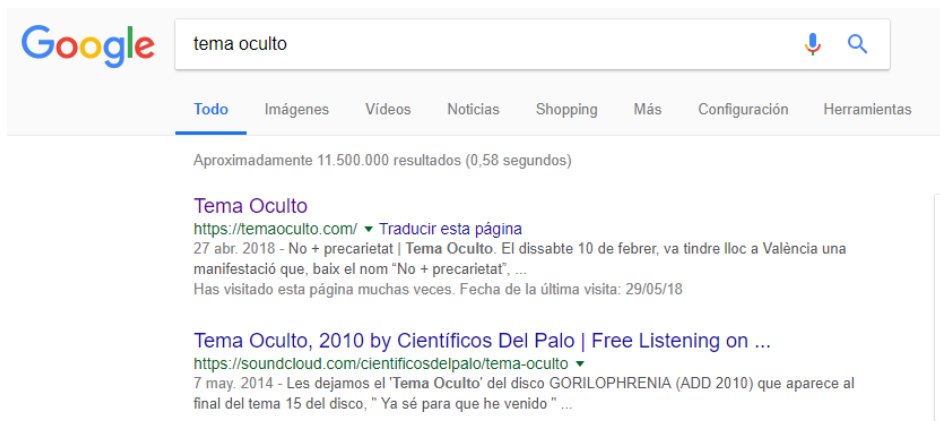 Google
tema oculto
Todo Imágenes Vídeos Noticias Shopping Más Configuración Herramientas
Aproximadamente 11.500.000 resultados (0,58 segundos)
Tema Oculto
https://temaoculto.com/ ▼ Traducir esta página
27 abr. 2018 - No + precarietat | Tema Oculto. El dissabte 10 de febrer, va tindre lloc a València una
manifestació que, baix el nom “No + precarietat”, ...
Has visitado esta página muchas veces. Fecha de la última visita: 29/05/18
Tema Oculto, 2010 by Científicos Del Palo | Free Listening on ...
https://soundcloud.com/cientificosdelpalo/tema-oculto ▼
7 may. 2014 - Les dejamos el 'Tema Oculto' del disco GORILOPHRENIA (ADD 2010) que aparece al
final del tema 15 del disco, " Ya sé para que he venido " ...